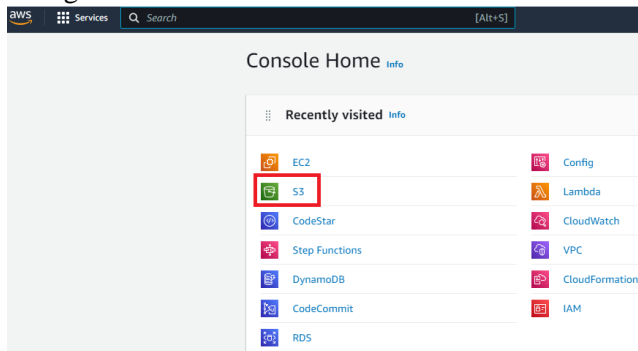 aws Services Search [Alt+S]
Console Home Info
Recently visited Info
EC2
S3
CodeStar
Step Functions
DynamoDB
CodeCommit
RDS
Config
Lambda
CloudWatch
VPC
CloudFormation
IAM